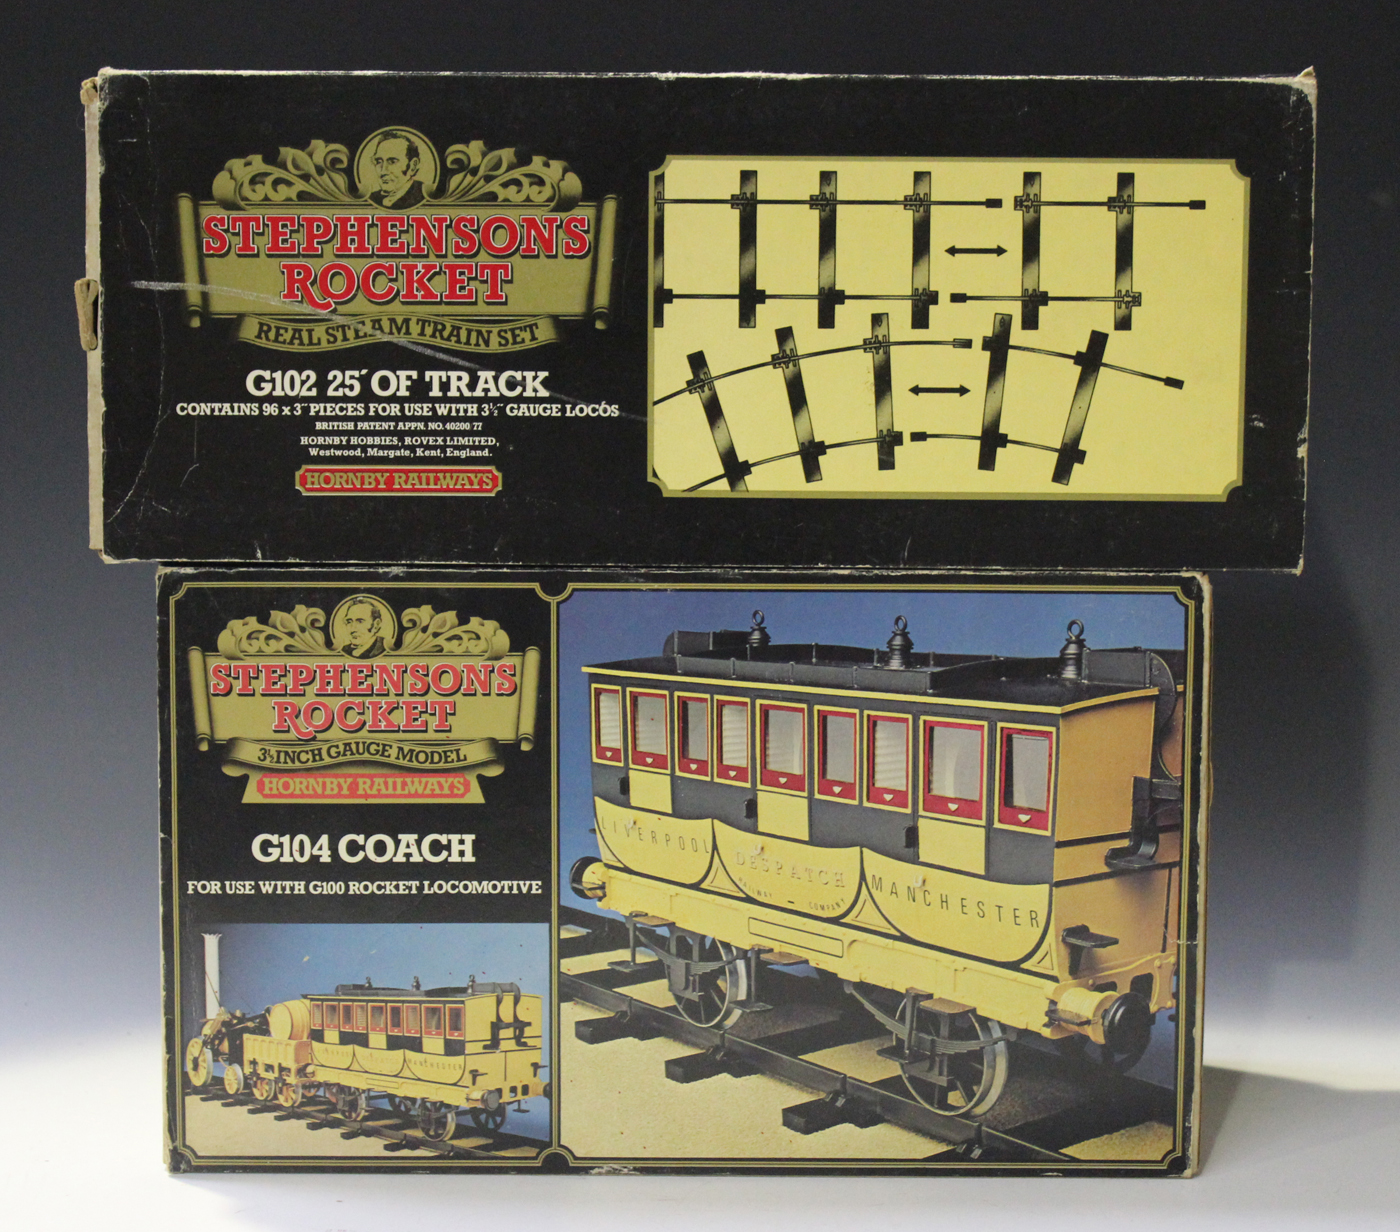 STEPHENSONS
ROCKET
REAL STEAM TRAIN SET
G102 25' OF TRACK
CONTAINS 96 x 3" PIECES FOR USE WITH 3½" GAUGE LOCOS
BRITISH PATENT APPN. NO. 40200/77
HORNBY HOBBIES, ROVEX LIMITED,
Westwood, Margate, Kent, England.
HORNBY RAILWAYS
STEPHENSONS
ROCKET
3½ INCH GAUGE MODEL
HORNBY RAILWAYS
G104 COACH
FOR USE WITH G100 ROCKET LOCOMOTIVE
LIVERPOOL DESPATCH MANCHESTER
RAILWAY - COMPANY
MANCHESTER